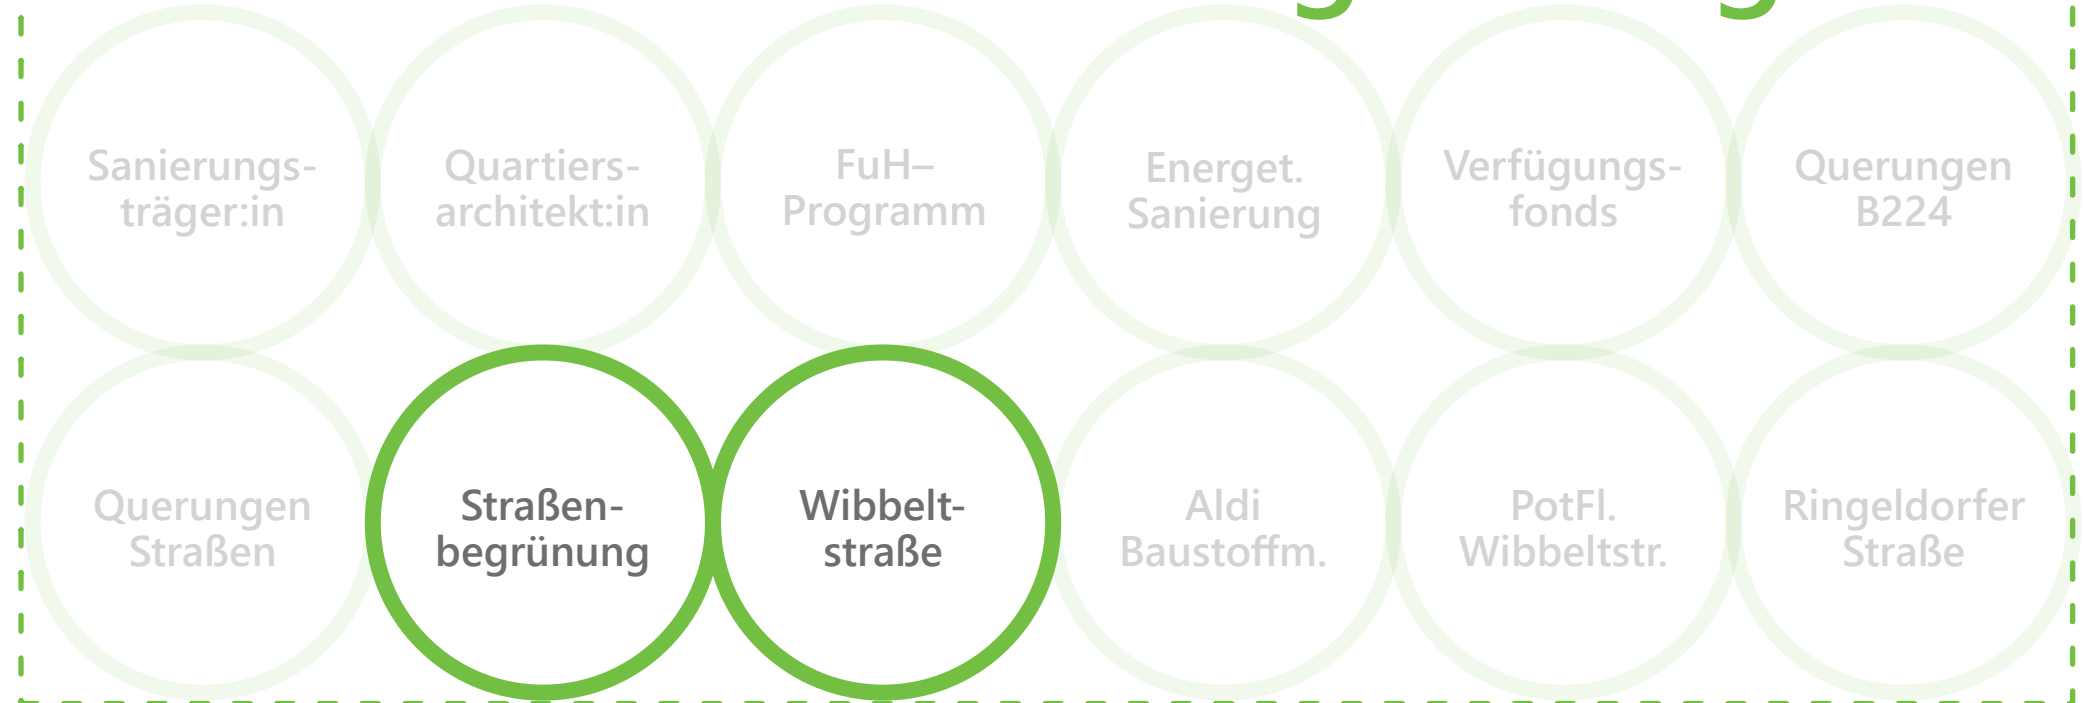 Sanierungs-
träger:in
Quartiers-
architekt:in
FuH–
Programm
Energet.
Sanierung
Verfügungs-
fonds
Querungen
B224
Querungen
Straßen
Straßen-
begrünung
Wibbelt-
straße
Aldi
Baustoffm.
PotFl.
Wibbeltstr.
Ringeldorfer
Straße